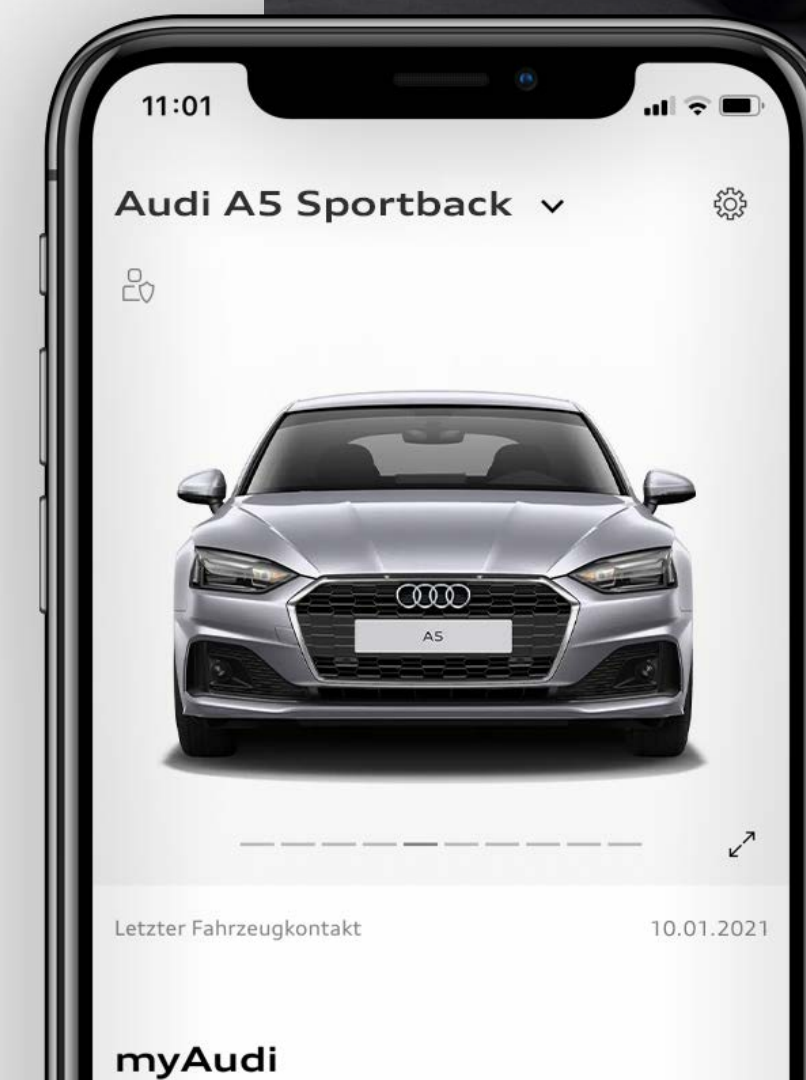 11:01
Audi A5 Sportback
A5
Letzter Fahrzeugkontakt 10.01.2021
myAudi